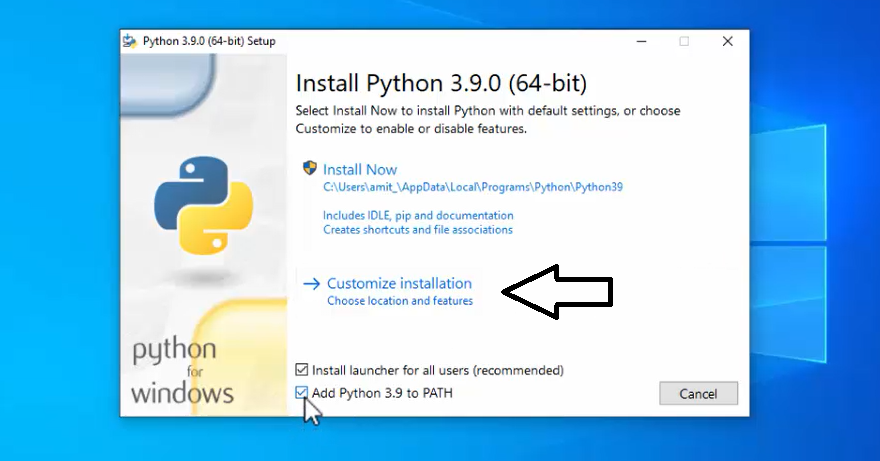 Python 3.9.0 (64-bit) Setup
Install Python 3.9.0 (64-bit)
Select Install Now to install Python with default settings, or choose
Customize to enable or disable features.
Install Now
C:\Users\amit_\AppData\Local\Programs\Python\Python39
Includes IDLE, pip and documentation
Creates shortcuts and file associations
Customize installation
Choose location and features
python
for
windows
Install launcher for all users (recommended)
Add Python 3.9 to PATH
Cancel